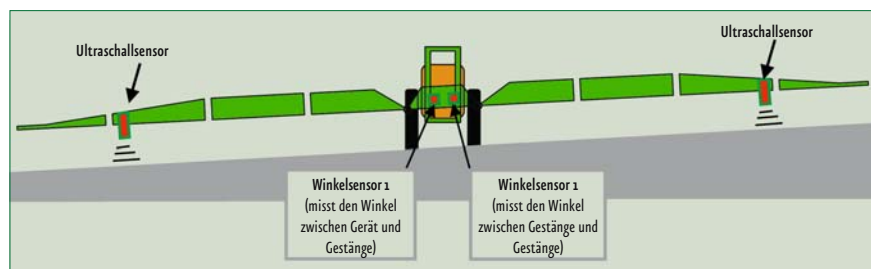 Ultraschallsensor
Ultraschallsensor
Winkelsensor 1
(misst den Winkel
zwischen Gerät und
Gestänge)
Winkelsensor 1
(misst den Winkel
zwischen Gestänge und
Gestänge)